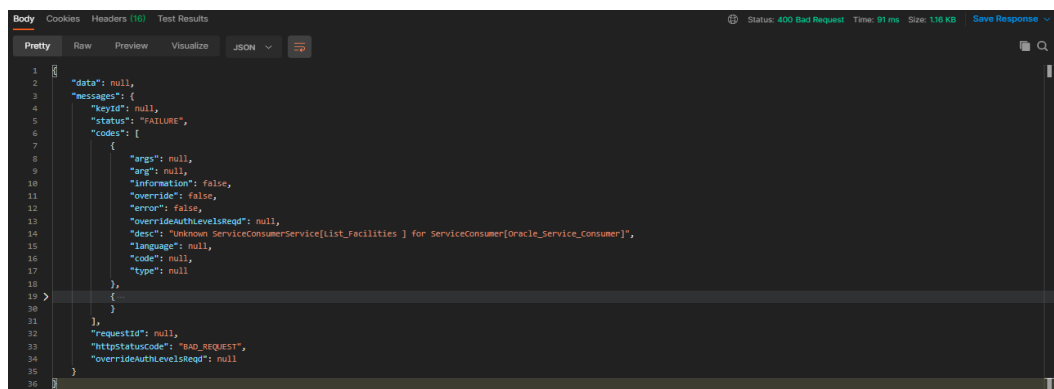 Body Cookies Headers (16) Test Results Status: 400 Bad Request Time: 91 ms Size: 1.16 KB Save Response
Pretty Raw Preview Visualize JSON
1 {
2 "data": null,
3 "messages": {
4 "keyId": null,
5 "status": "FAILURE",
6 "codes": [
7 {
8 "args": null,
9 "arg": null,
10 "information": false,
11 "override": false,
12 "error": false,
13 "overrideAuthLevelsReqd": null,
14 "desc": "Unknown ServiceConsumerService[List_Facilities ] for ServiceConsumer[Oracle_Service_Consumer]",
15 "language": null,
16 "code": null,
17 "type": null
18 },
19 {
30 }
31 ],
32 "requestId": null,
33 "httpStatusCode": "BAD_REQUEST",
34 "overrideAuthLevelsReqd": null
35 }
36 }